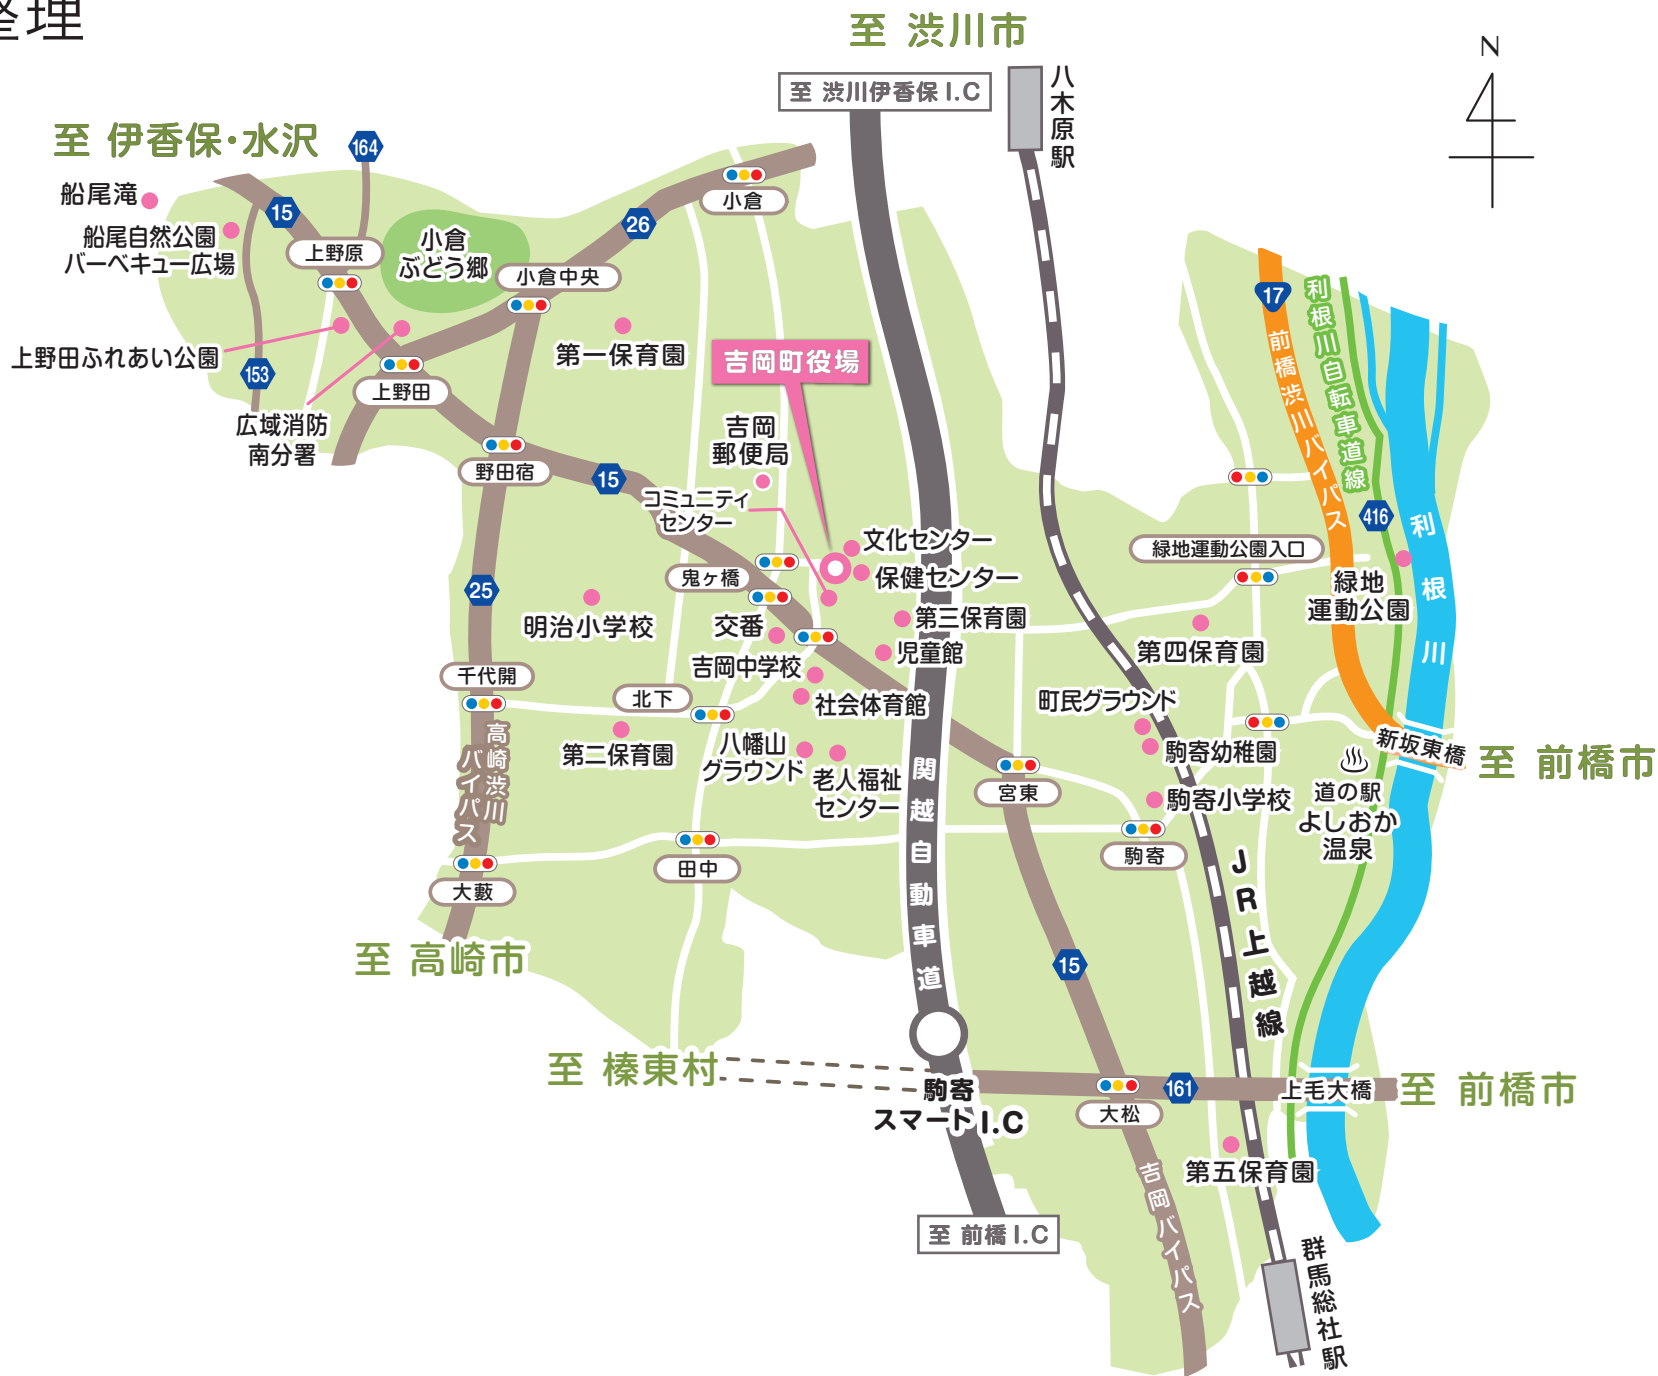 整理
至 渋川市
N
至 渋川伊香保 I.C
八木原駅
至 伊香保・水沢
164
船尾滝
15
船尾自然公園
バーベキュー広場
上野原
小倉
ぶどう郷
26
小倉
小倉中央
17
前橋渋川バイパス
利根川自転車道線
上野田ふれあい公園
153
第一保育園
吉岡町役場
上野田
広域消防
南分署
吉岡
郵便局
野田宿
15
コミュニティ
センター
416
利根川
文化センター
緑地運動公園入口
鬼ヶ橋
保健センター
緑地
運動公園
25
明治小学校
交番
第三保育園
第四保育園
児童館
吉岡中学校
千代開
北下
社会体育館
町民グラウンド
高崎渋川
バイパス
第二保育園
八幡山
グラウンド
老人福祉
センター
駒寄幼稚園
新坂東橋
至 前橋市
関越自動車道
宮東
駒寄小学校
道の駅
よしおか
温泉
駒寄
田中
大藪
JR上越線
至 高崎市
15
至 榛東村
駒寄
スマート I.C
161
上毛大橋
至 前橋市
大松
第五保育園
吉岡バイパス
至 前橋 I.C
群馬総社駅